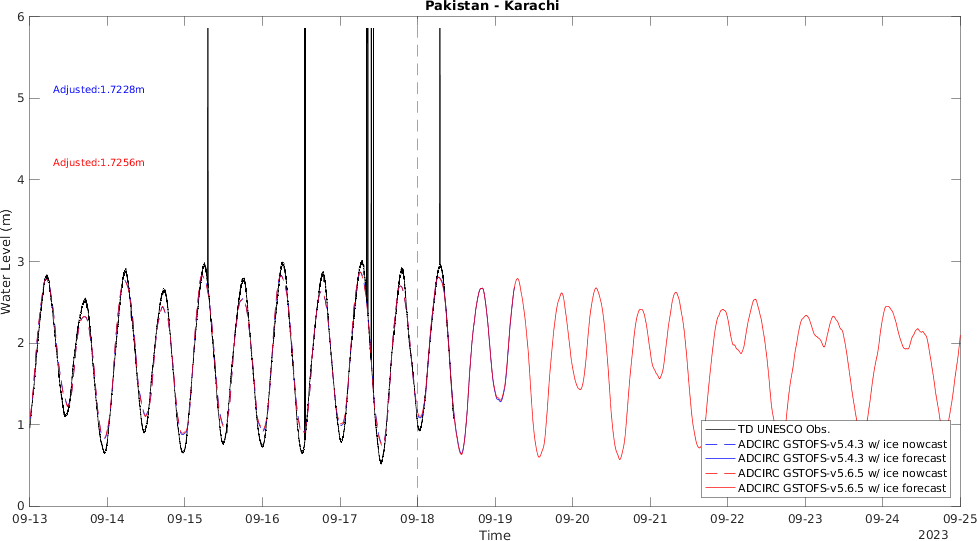 Pakistan - Karachi
6
5
4
3
2
1
0
Water Level (m)
Adjusted:1.7228m
Adjusted:1.7256m
TD UNESCO Obs.
ADCIRC GSTOFS-v5.4.3 w/ ice nowcast
ADCIRC GSTOFS-v5.4.3 w/ ice forecast
ADCIRC GSTOFS-v5.6.5 w/ ice nowcast
ADCIRC GSTOFS-v5.6.5 w/ ice forecast
09-13 09-14 09-15 09-16 09-17 09-18 09-19 09-20 09-21 09-22 09-23 09-24 09-25
Time
2023